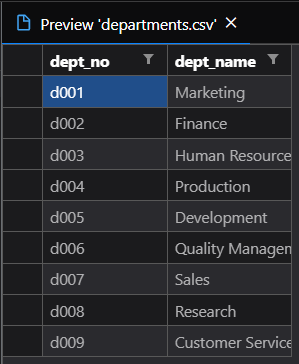 Preview 'departments.csv'
dept_no dept_name
d001 Marketing
d002 Finance
d003 Human Resource
d004 Production
d005 Development
d006 Quality Managem
d007 Sales
d008 Research
d009 Customer Service